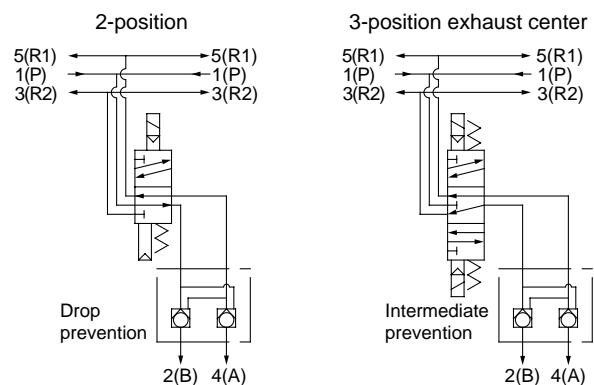 2-position
5(R1) 5(R1)
1(P) 1(P)
3(R2) 3(R2)
Drop
prevention
2(B) 4(A)
3-position exhaust center
5(R1) 5(R1)
1(P) 1(P)
3(R2) 3(R2)
Intermediate
prevention
2(B) 4(A)